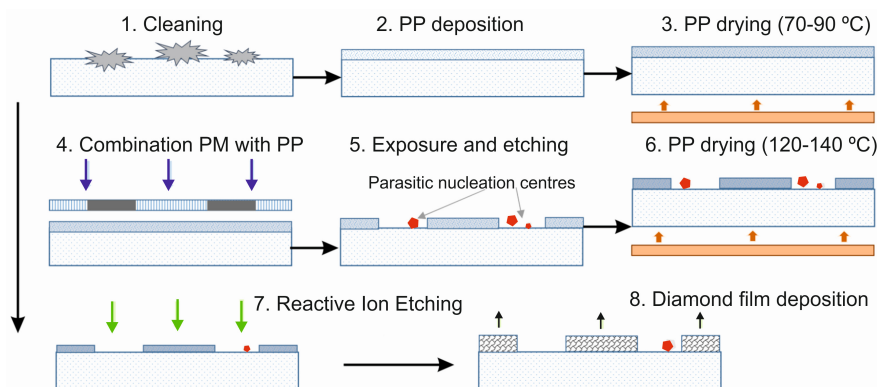 1. Cleaning
2. PP deposition
3. PP drying (70-90 ºC)
4. Combination PM with PP
5. Exposure and etching
6. PP drying (120-140 ºC)
Parasitic nucleation centres
7. Reactive Ion Etching
8. Diamond film deposition